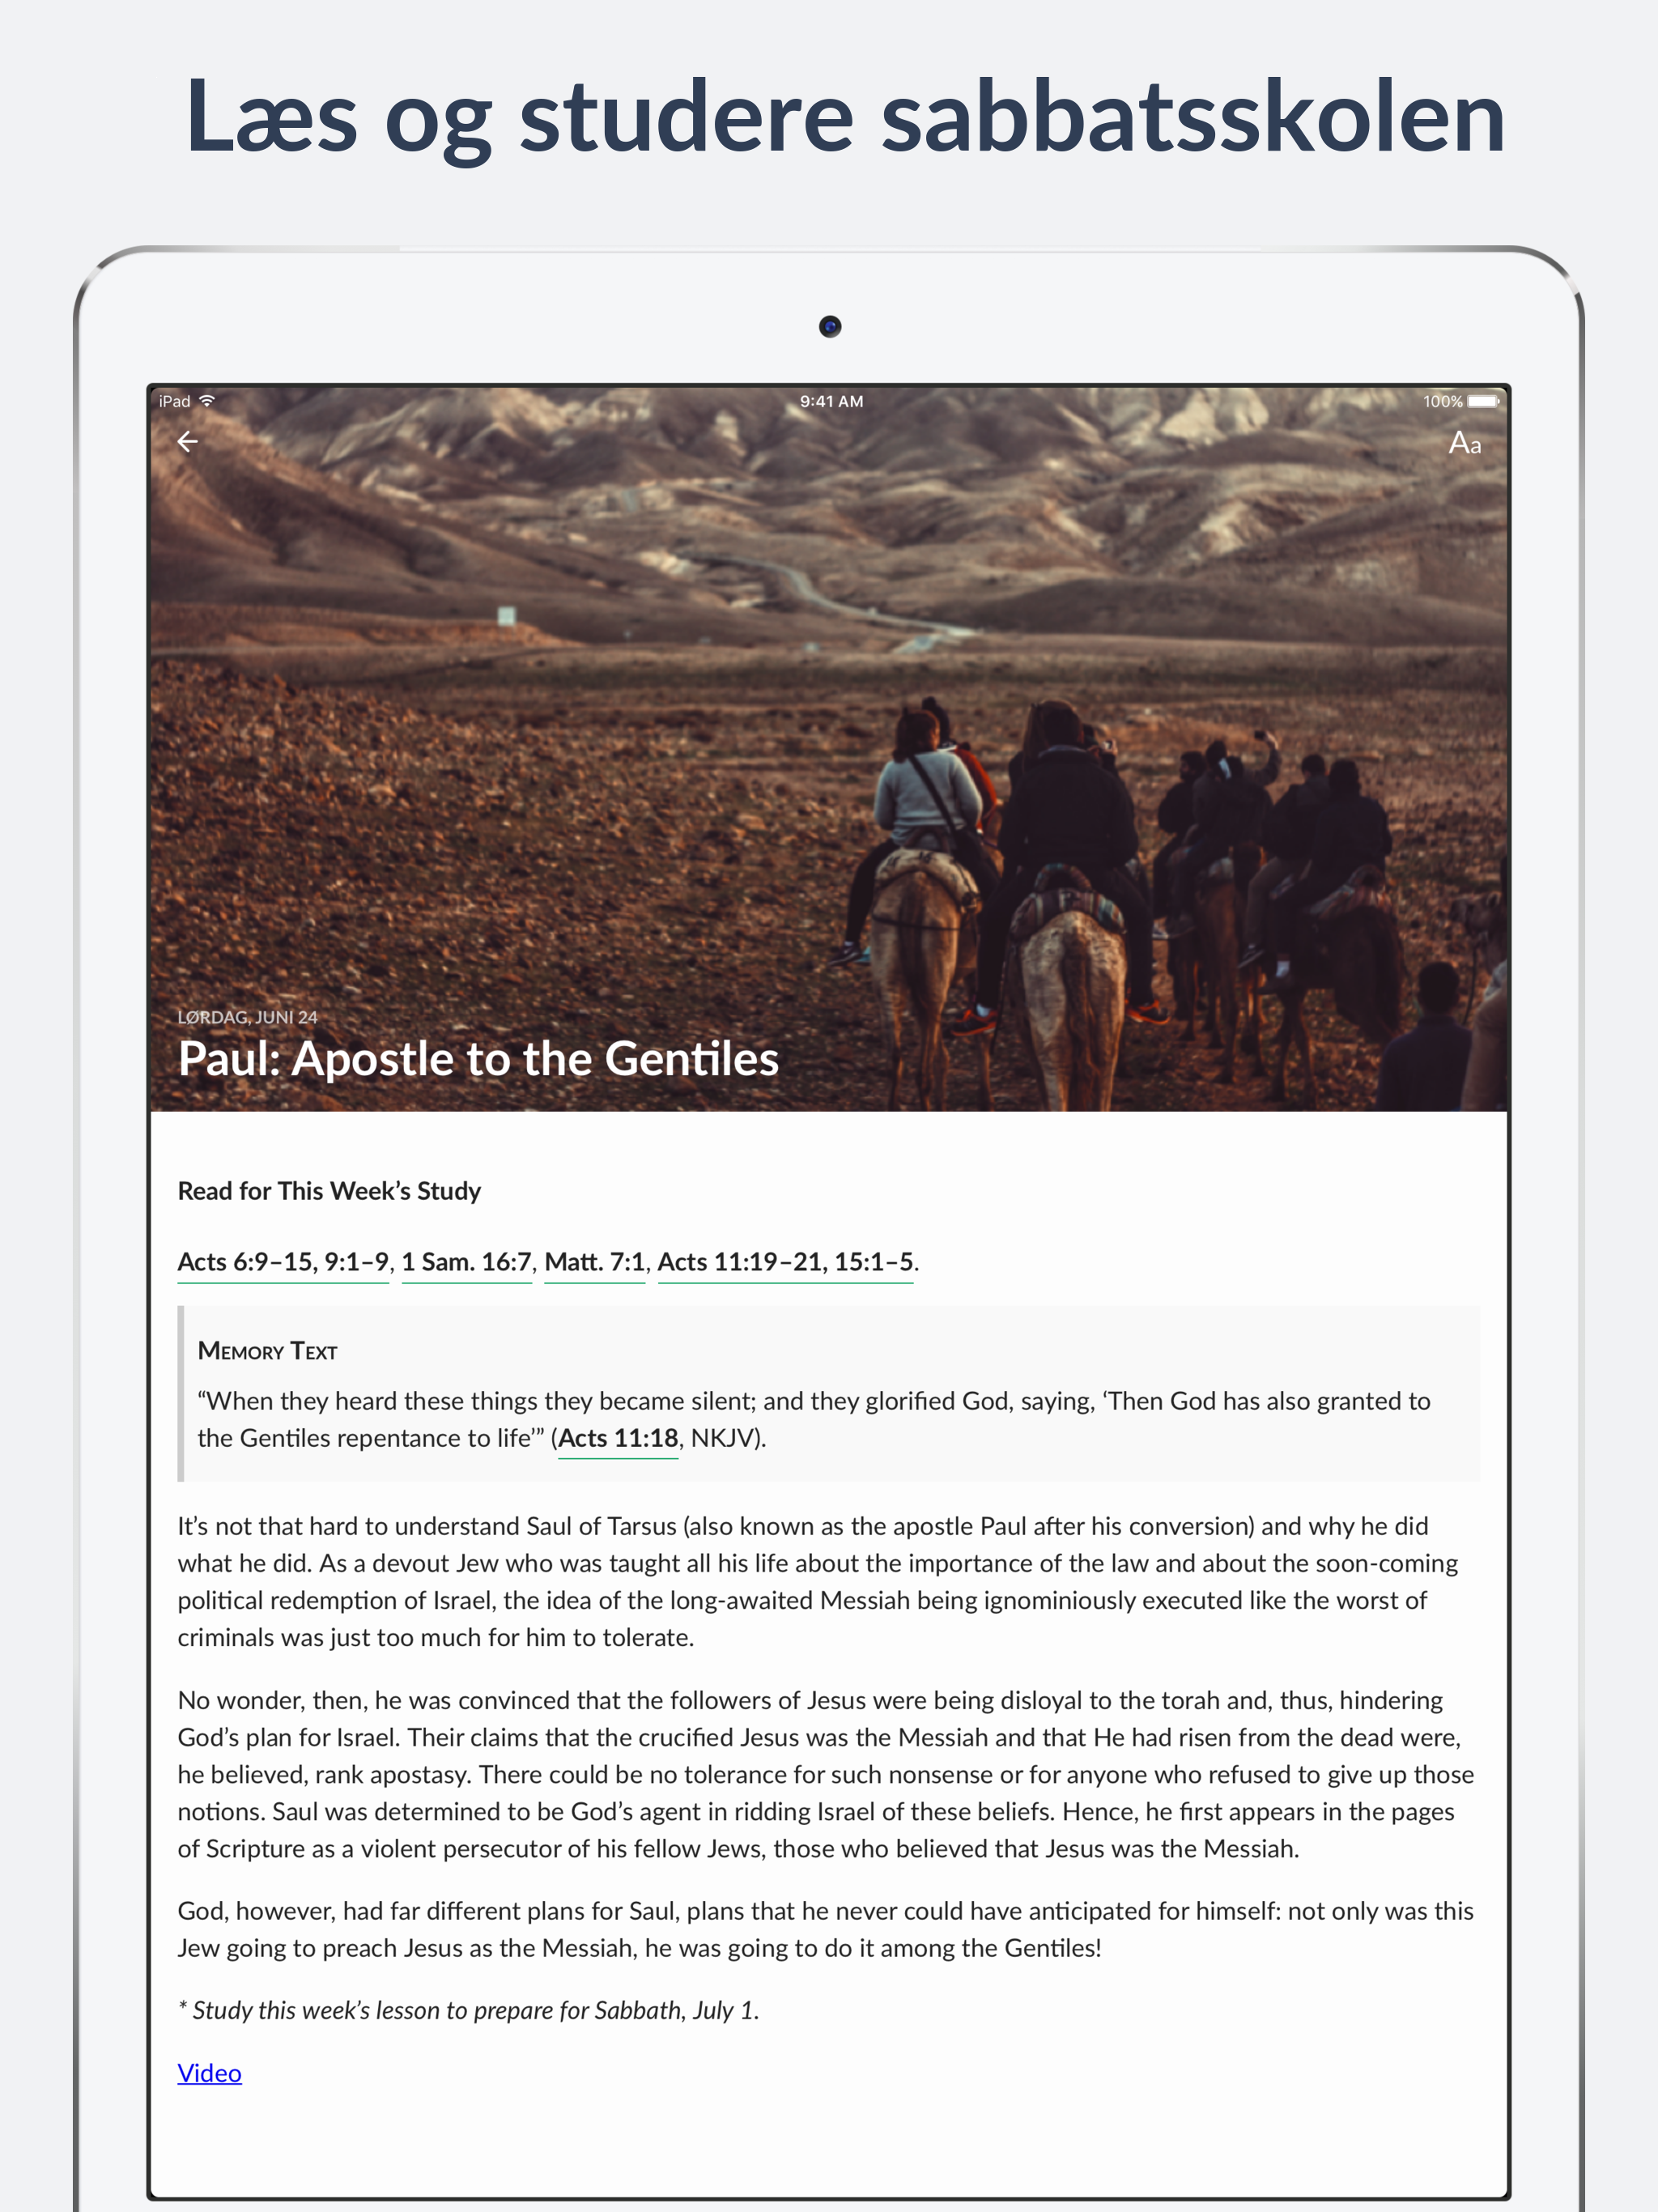 Læs og studere sabbatsskolen
iPad
9:41 AM
100%
Aa
LØRDAG, JUNI 24
Paul: Apostle to the Gentiles
Read for This Week’s Study
Acts 6:9–15, 9:1–9, 1 Sam. 16:7, Matt. 7:1, Acts 11:19–21, 15:1–5.
Memory Text
“When they heard these things they became silent; and they glorified God, saying, ‘Then God has also granted to
the Gentiles repentance to life’” (Acts 11:18, NKJV).
It’s not that hard to understand Saul of Tarsus (also known as the apostle Paul after his conversion) and why he did
what he did. As a devout Jew who was taught all his life about the importance of the law and about the soon-coming
political redemption of Israel, the idea of the long-awaited Messiah being ignominiously executed like the worst of
criminals was just too much for him to tolerate.
No wonder, then, he was convinced that the followers of Jesus were being disloyal to the torah and, thus, hindering
God’s plan for Israel. Their claims that the crucified Jesus was the Messiah and that He had risen from the dead were,
he believed, rank apostasy. There could be no tolerance for such nonsense or for anyone who refused to give up those
notions. Saul was determined to be God’s agent in ridding Israel of these beliefs. Hence, he first appears in the pages
of Scripture as a violent persecutor of his fellow Jews, those who believed that Jesus was the Messiah.
God, however, had far different plans for Saul, plans that he never could have anticipated for himself: not only was this
Jew going to preach Jesus as the Messiah, he was going to do it among the Gentiles!
* Study this week’s lesson to prepare for Sabbath, July 1.
Video